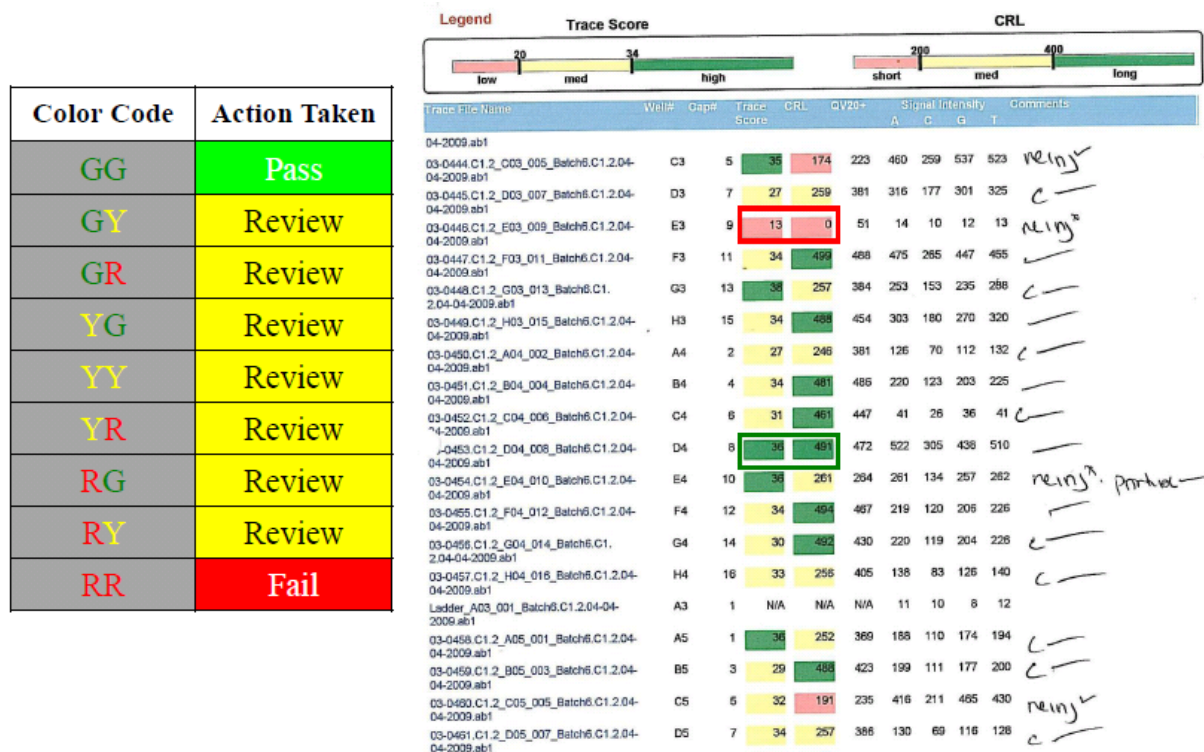 Color Code Action Taken
GG Pass
GY Review
GR Review
YG Review
YY Review
YR Review
RG Review
RY Review
RR Fail
Legend Trace Score CRL
20 34 200 400
low med high short med long
Trace File Name Well# Cap# Trace Score CRL QV20+ Signal Intensity Comments
A C G T
04-2009.ab1
03-0444.C1.2_C03_005_Batch6.C1.2.04- C3 5 35 174 223 460 259 537 523 reinj
04-2009.ab1
03-0445.C1.2_D03_007_Batch6.C1.2.04- D3 7 27 259 381 316 177 301 325 c
04-2009.ab1
03-0446.C1.2_E03_009_Batch6.C1.2.04- E3 9 13 0 51 14 10 12 13 reinj
04-2009.ab1
03-0447.C1.2_F03_011_Batch6.C1.2.04- F3 11 34 499 488 475 265 447 455
04-2009.ab1
03-0448.C1.2_G03_013_Batch6.C1. G3 13 38 257 384 253 153 235 288 c
2.04-04-2009.ab1
03-0449.C1.2_H03_015_Batch6.C1.2.04- H3 15 34 488 454 303 180 270 320
04-2009.ab1
03-0450.C1.2_A04_002_Batch6.C1.2.04- A4 2 27 246 381 126 70 112 132 c
04-2009.ab1
03-0451.C1.2_B04_004_Batch6.C1.2.04- B4 4 34 481 486 220 123 203 225
04-2009.ab1
03-0452.C1.2_C04_006_Batch6.C1.2.04- C4 6 31 461 447 41 26 36 41 c
04-2009.ab1
-0453.C1.2_D04_008_Batch6.C1.2.04- D4 8 36 491 472 522 305 438 510
04-2009.ab1
03-0454.C1.2_E04_010_Batch6.C1.2.04- E4 10 36 261 264 261 134 257 262 reinj
04-2009.ab1
03-0455.C1.2_F04_012_Batch6.C1.2.04- F4 12 34 494 467 219 120 206 226
04-2009.ab1
03-0456.C1.2_G04_014_Batch6.C1. G4 14 30 492 430 220 119 204 226 c
2.04-04-2009.ab1
03-0457.C1.2_H04_016_Batch6.C1.2.04- H4 16 33 256 405 138 83 126 140 c
04-2009.ab1
Ladder_A03_001_Batch6.C1.2.04-04- A3 1 N/A N/A N/A 11 10 8 12
2009.ab1
03-0458.C1.2_A05_001_Batch6.C1.2.04- A5 1 36 252 369 188 110 174 194 c
04-2009.ab1
03-0459.C1.2_B05_003_Batch6.C1.2.04- B5 3 29 488 423 199 111 177 200 c
04-2009.ab1
03-0460.C1.2_C05_005_Batch6.C1.2.04- C5 5 32 191 235 416 211 465 430 reinj
04-2009.ab1
03-0461.C1.2_D05_007_Batch6.C1.2.04- D5 7 34 257 386 130 69 116 128 c
04-2009.ab1